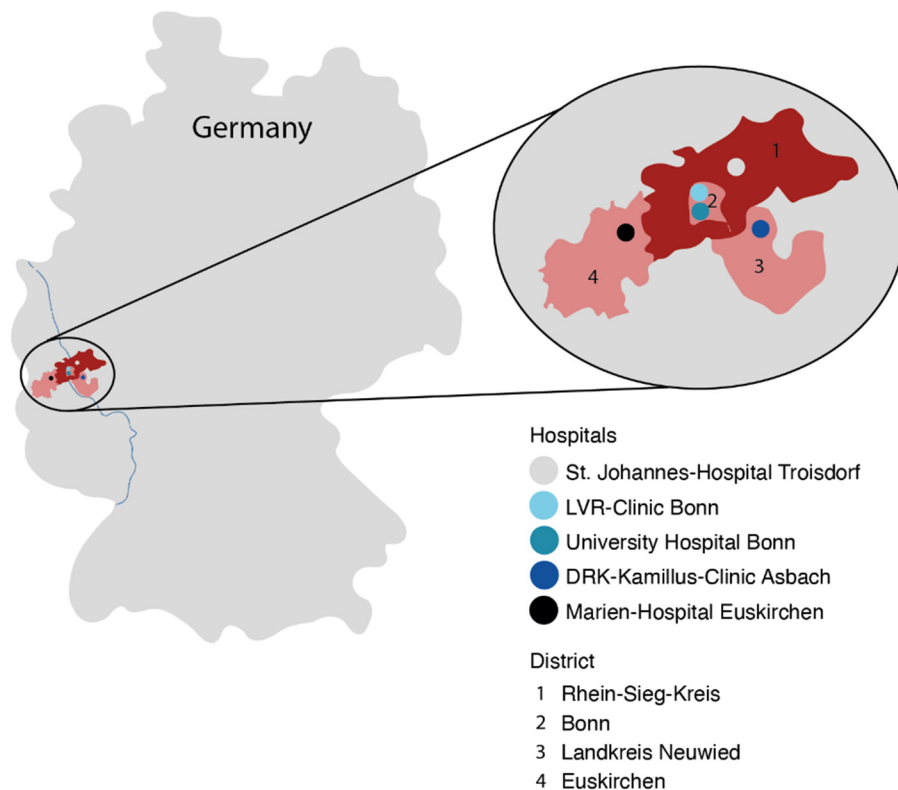 Germany
1
2
3
4
Hospitals
St. Johannes-Hospital Troisdorf
LVR-Clinic Bonn
University Hospital Bonn
DRK-Kamillus-Clinic Asbach
Marien-Hospital Euskirchen
District
1 Rhein-Sieg-Kreis
2 Bonn
3 Landkreis Neuwied
4 Euskirchen